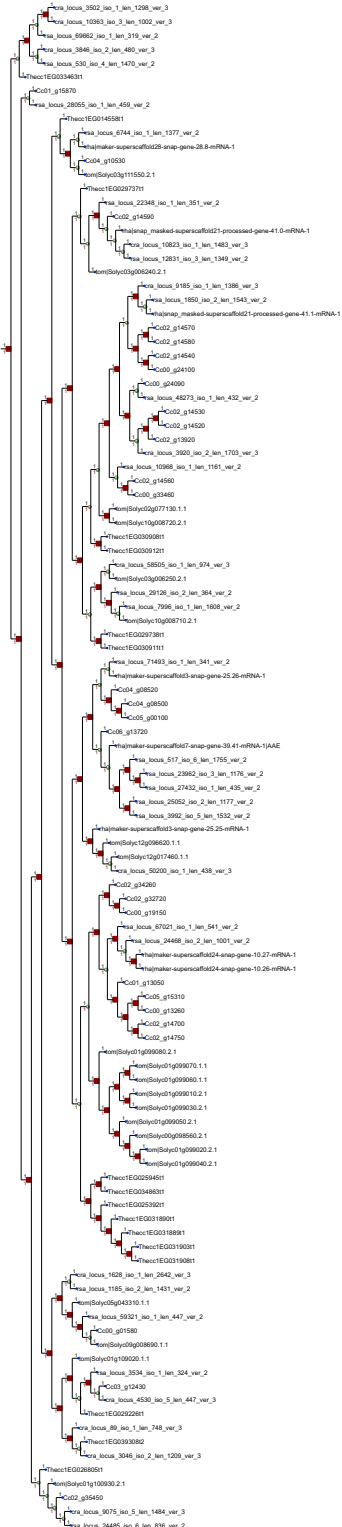 cra_locus_3502_iso_1_len_1298_ver_3
cra_locus_10363_iso_3_len_1002_ver_3
rsa_locus_69662_iso_1_len_319_ver_2
cra_locus_3846_iso_2_len_480_ver_3
rsa_locus_530_iso_4_len_1470_ver_2
Thecc1EG033463t1
Cc01_g15870
rsa_locus_28055_iso_1_len_459_ver_2
Thecc1EG014558t1
rsa_locus_6744_iso_1_len_1377_ver_2
rha|maker-superscaffold28-snap-gene-28.8-mRNA-1
Cc04_g10530
tom|Solyc03g111550.2.1
Thecc1EG029737t1
rsa_locus_22348_iso_1_len_351_ver_2
Cc02_g14590
rha|snap_masked-superscaffold21-processed-gene-41.0-mRNA-1
cra_locus_10823_iso_1_len_1483_ver_3
rsa_locus_12831_iso_3_len_1349_ver_2
tom|Solyc03g006240.2.1
cra_locus_9185_iso_1_len_1386_ver_3
rsa_locus_1850_iso_2_len_1543_ver_2
rha|snap_masked-superscaffold21-processed-gene-41.1-mRNA-1
Cc02_g14570
Cc02_g14580
Cc02_g14540
Cc00_g24100
Cc00_g24090
rsa_locus_48273_iso_1_len_432_ver_2
Cc02_g14530
Cc02_g14520
Cc02_g13920
cra_locus_3920_iso_2_len_1703_ver_3
rsa_locus_10968_iso_1_len_1161_ver_2
Cc02_g14560
Cc00_g33460
tom|Solyc02g077130.1.1
tom|Solyc10g008720.2.1
Thecc1EG030908t1
Thecc1EG030912t1
cra_locus_58505_iso_1_len_974_ver_3
tom|Solyc03g006250.2.1
rsa_locus_29126_iso_2_len_364_ver_2
rsa_locus_7996_iso_1_len_1608_ver_2
tom|Solyc10g008710.2.1
Thecc1EG029738t1
Thecc1EG030911t1
rsa_locus_71493_iso_1_len_341_ver_2
rha|maker-superscaffold3-snap-gene-25.26-mRNA-1
Cc04_g08520
Cc04_g08500
Cc05_g00100
Cc06_g13720
rha|maker-superscaffold7-snap-gene-39.41-mRNA-1|AAE
rsa_locus_517_iso_6_len_1755_ver_2
rsa_locus_23962_iso_3_len_1176_ver_2
rsa_locus_27432_iso_1_len_435_ver_2
rsa_locus_25052_iso_2_len_1177_ver_2
rsa_locus_3992_iso_5_len_1532_ver_2
rha|maker-superscaffold3-snap-gene-25.25-mRNA-1
tom|Solyc12g096620.1.1
tom|Solyc12g017460.1.1
cra_locus_50200_iso_1_len_438_ver_3
Cc02_g34260
Cc02_g32720
Cc00_g19150
rsa_locus_67021_iso_1_len_541_ver_2
rsa_locus_24468_iso_2_len_1001_ver_2
rha|maker-superscaffold24-snap-gene-10.27-mRNA-1
rha|maker-superscaffold24-snap-gene-10.26-mRNA-1
Cc01_g13050
Cc05_g15310
Cc00_g13260
Cc02_g14700
Cc02_g14750
tom|Solyc01g099080.2.1
tom|Solyc01g099070.1.1
tom|Solyc01g099060.1.1
tom|Solyc01g099010.2.1
tom|Solyc01g099030.2.1
tom|Solyc01g099050.2.1
tom|Solyc00g098560.2.1
tom|Solyc01g099020.2.1
tom|Solyc01g099040.2.1
Thecc1EG025945t1
Thecc1EG034863t1
Thecc1EG025392t1
Thecc1EG031890t1
Thecc1EG031889t1
Thecc1EG031903t1
Thecc1EG031908t1
cra_locus_1628_iso_1_len_2642_ver_3
rsa_locus_1185_iso_2_len_1431_ver_2
tom|Solyc05g043310.1.1
rsa_locus_59321_iso_1_len_447_ver_2
Cc00_g01580
tom|Solyc09g008690.1.1
tom|Solyc01g109020.1.1
rsa_locus_3534_iso_1_len_324_ver_2
Cc03_g12430
cra_locus_4530_iso_5_len_447_ver_3
Thecc1EG029226t1
cra_locus_89_iso_1_len_748_ver_3
Thecc1EG039308t2
cra_locus_3046_iso_2_len_1209_ver_3
Thecc1EG026805t1
tom|Solyc01g100930.2.1
Cc02_g35450
cra_locus_9075_iso_5_len_1484_ver_3
rsa_locus_24485_iso_6_len_836_ver_2